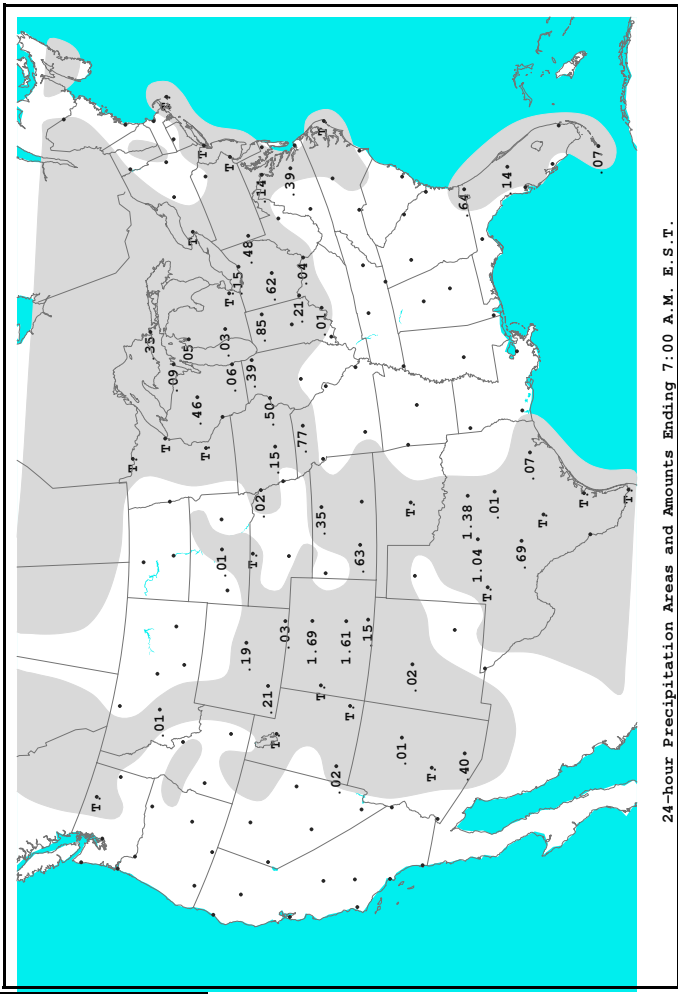 T
T
.35
.01
T
T
.09
.05
T
.46
T
T
.01
.03
T
T
.06
.15
.19
.48
T
.39
.02
.14
.85
.21
.50
.62
.15
T
.03
.39
.21
.77
.04
1.69
T
.35
.01
T
.02
1.61
T
.63
.15
.01
T
.02
T
.40
.64
1.38
1.04
T
.01
.14
.69
.07
T
T
.07
T
24-hour Precipitation Areas and Amounts Ending 7:00 A.M. E.S.T.